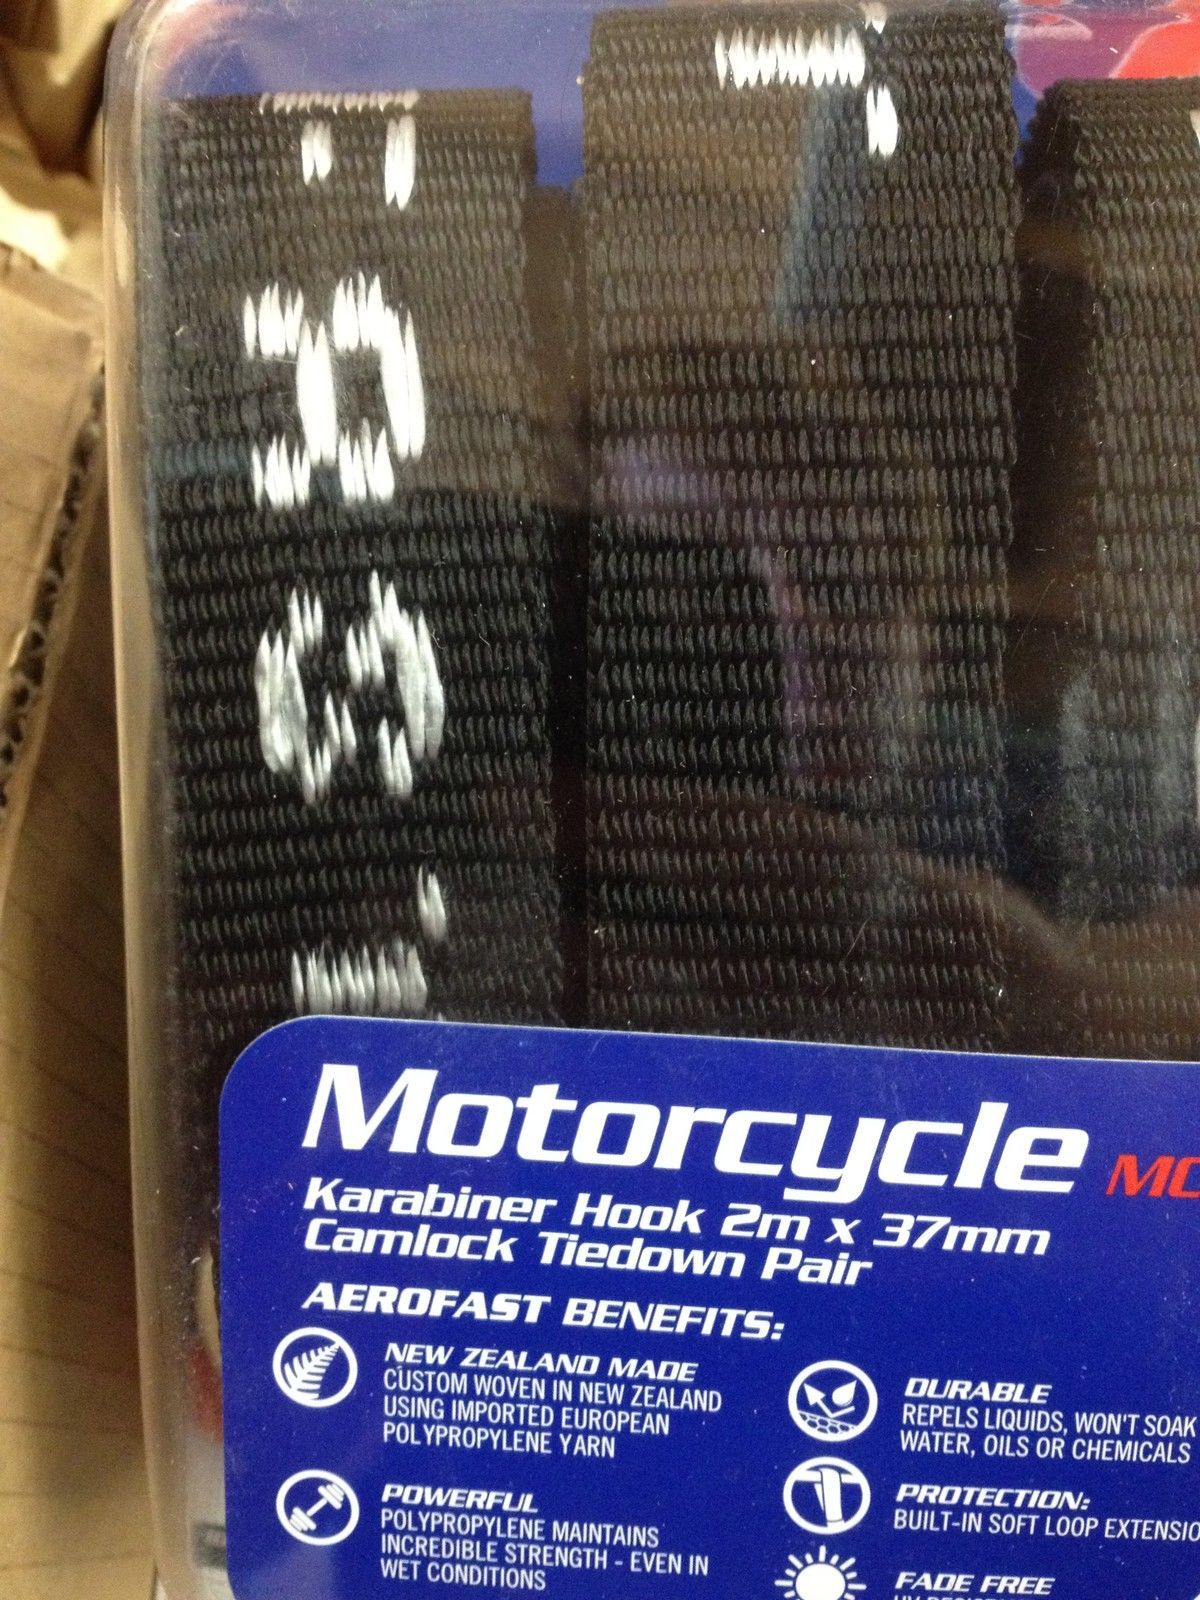 Motorcycle
Karabiner Hook 2m x 37mm
Camlock Tiedown Pair
AEROFAST BENEFITS:
NEW ZEALAND MADE
CUSTOM WOVEN IN NEW ZEALAND
USING IMPORTED EUROPEAN
POLYPROPYLENE YARN
POWERFUL
POLYPROPYLENE MAINTAINS
INCREDIBLE STRENGTH - EVEN IN
WET CONDITIONS
DURABLE
REPELS LIQUIDS, WON'T SOAK
WATER, OILS OR CHEMICALS
PROTECTION:
BUILT-IN SOFT LOOP
FADE FREE